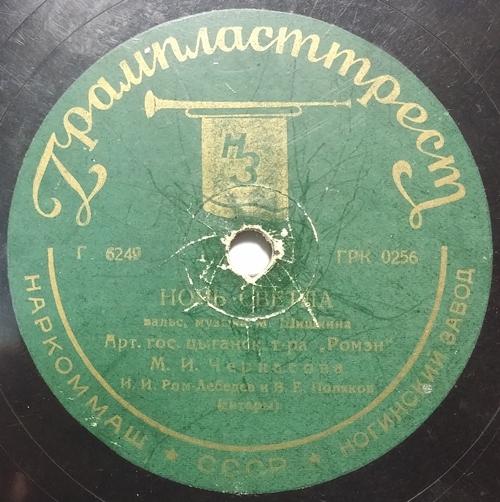 Грампласттрест
НЗ
Г. 6249
ГРК 0256
НОЧЬ СВЕТЛА
вальс, музыка М. Шишкина
Арт. гос. цыганск. т-ра „Ромэн"
М. И. Черкасова
И. И. Ром-Лебедев и В. Е. Поляков
(гитары)
НАРКОММАШ ★ СССР ★ НОГИНСКИЙ ЗАВОД